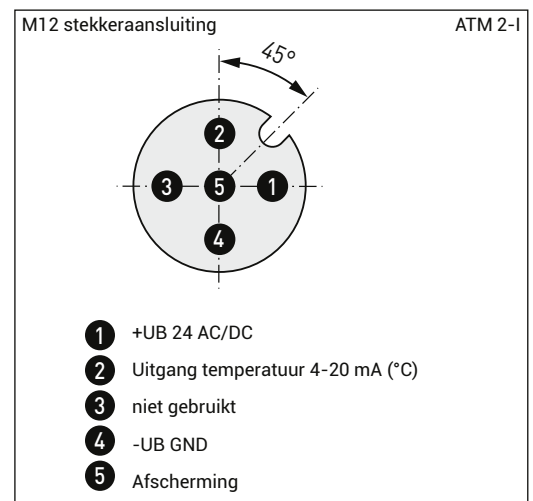 M12 stekkeraansluiting ATM 2-I
45°
2
3 5 1
4
1 +UB 24 AC/DC
2 Uitgang temperatuur 4-20 mA (°C)
3 niet gebruikt
4 -UB GND
5 Afscherming